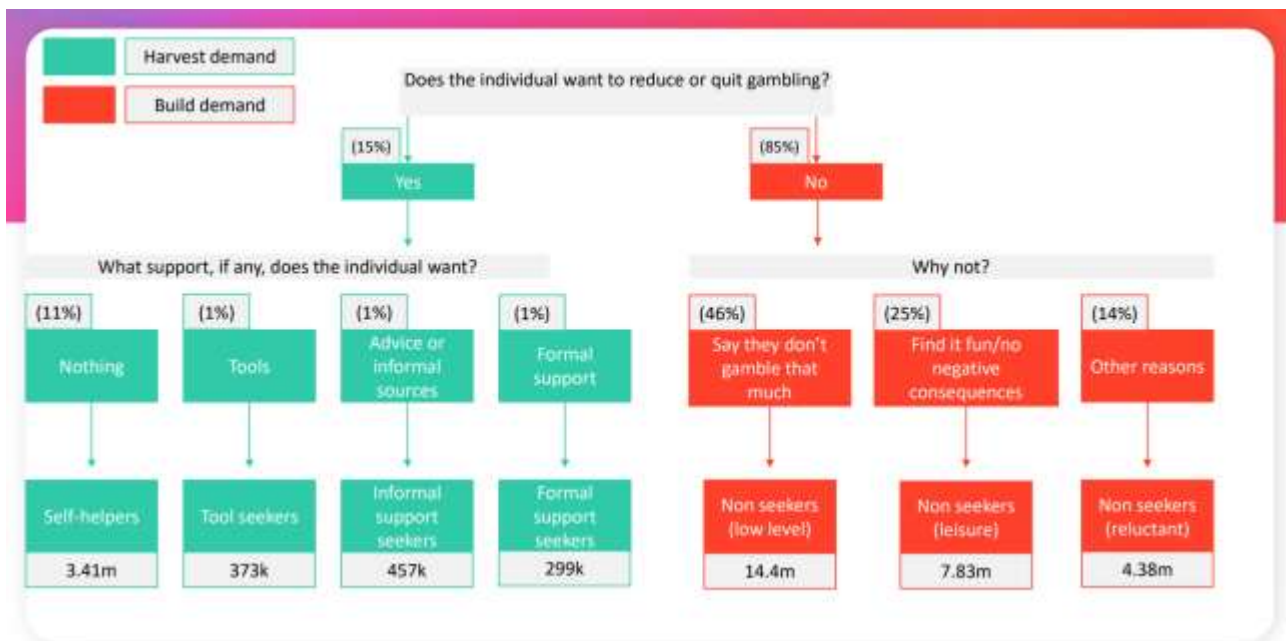 Harvest demand
Build demand
Does the individual want to reduce or quit gambling?
(15%)
Yes
(85%)
No
What support, if any, does the individual want?
(11%)
Nothing
(1%)
Tools
(1%)
Advice or
informal
sources
(1%)
Formal
support
Why not?
(46%)
Say they don't
gamble that
much
(25%)
Find it fun/no
negative
consequences
(14%)
Other reasons
Self-helpers
3.41m
Tool seekers
373k
Informal
support
seekers
457k
Formal
support
seekers
299k
Non seekers
(low level)
14.4m
Non seekers
(leisure)
7.83m
Non seekers
(reluctant)
4.38m